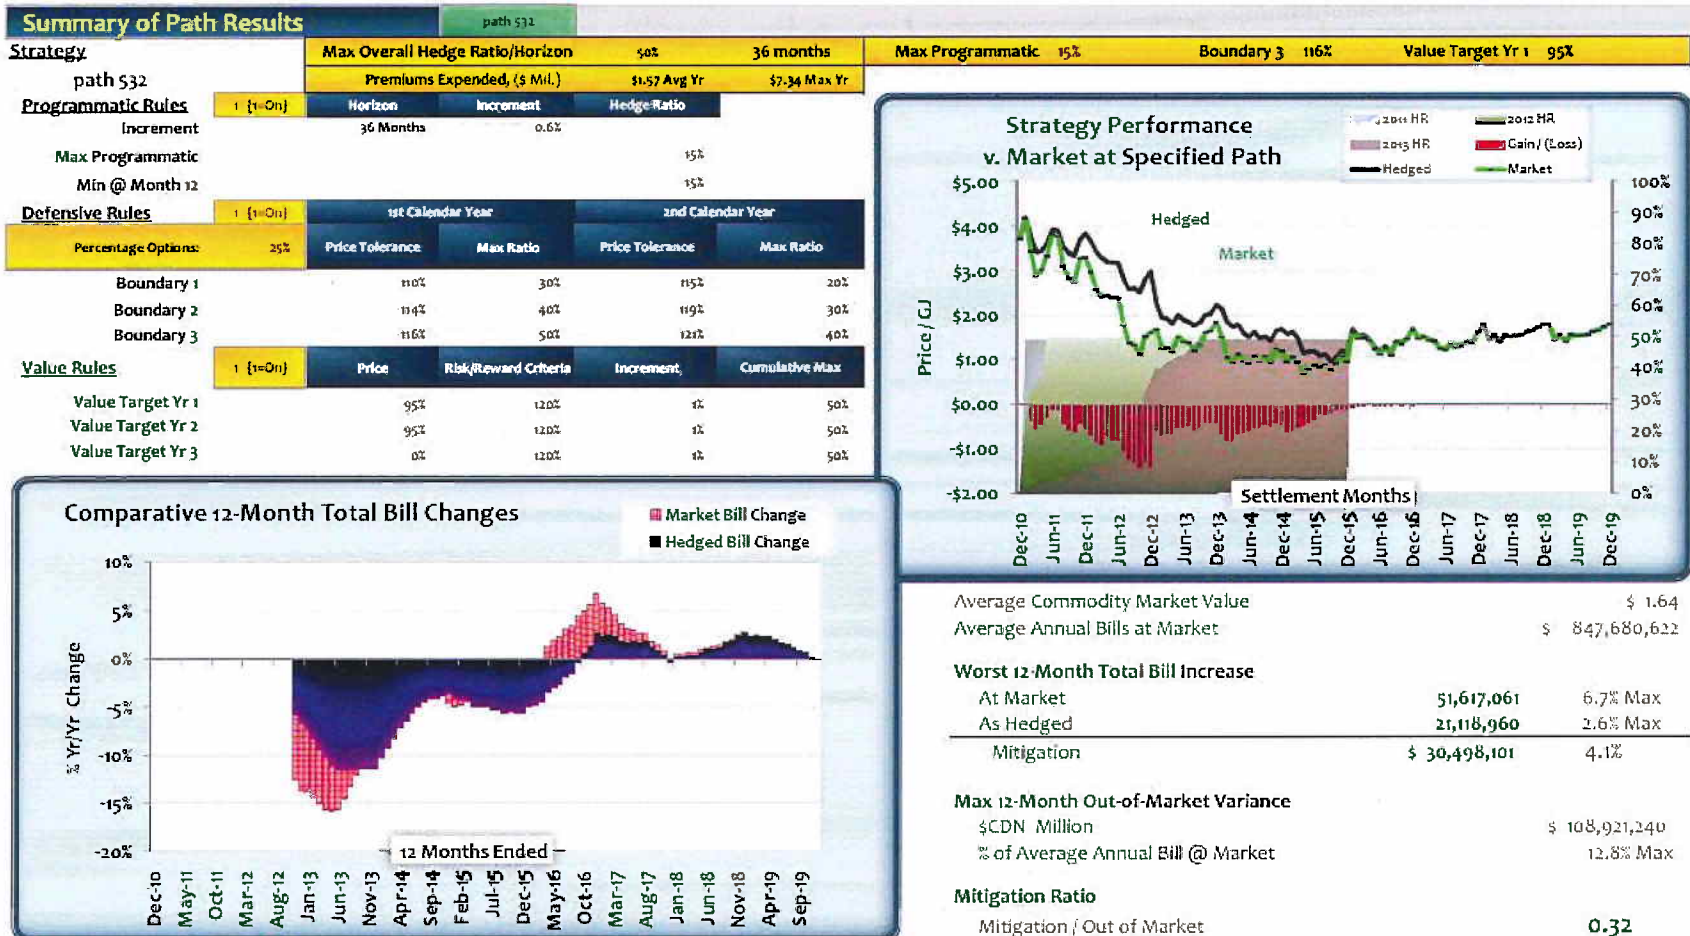 Summary of Path Results
path 532
Strategy
Max Overall Hedge Ratio/Horizon 50% 36 months
Max Programmatic 15% Boundary 3 116% Value Target Yr 1 95%
path 532
Premiums Expended, ($ Mil.) $1.57 Avg Yr $7.34 Max Yr
Programmatic Rules 1 {1=On} Horizon Increment Hedge Ratio
Increment 36 Months 0.6%
Max Programmatic 15%
Min @ Month 12 15%
Defensive Rules 1 {1=On} 1st Calendar Year 2nd Calendar Year
Percentage Options: 25% Price Tolerance Max Ratio Price Tolerance Max Ratio
Boundary 1 110% 30% 115% 20%
Boundary 2 114% 40% 119% 30%
Boundary 3 116% 50% 121% 40%
Value Rules 1 {1=On} Price Risk/Reward Criteria Increment, Cumulative Max
Value Target Yr 1 95% 120% 1% 50%
Value Target Yr 2 95% 120% 1% 50%
Value Target Yr 3 0% 120% 1% 50%
Strategy Performance
v. Market at Specified Path
2011 HR 2012 HR
2013 HR Gain / (Loss)
Hedged Market
$5.00
$4.00
$3.00
$2.00
$1.00
$0.00
-$1.00
-$2.00
Price / GJ
Hedged
Market
100%
90%
80%
70%
60%
50%
40%
30%
20%
10%
0%
Settlement Months
Dec-10 Jun-11 Dec-11 Jun-12 Dec-12 Jun-13 Dec-13 Jun-14 Dec-14 Jun-15 Dec-15 Jun-16 Dec-16 Jun-17 Dec-17 Jun-18 Dec-18 Jun-19 Dec-19
Comparative 12-Month Total Bill Changes
Market Bill Change
Hedged Bill Change
10%
5%
0%
-5%
-10%
-15%
-20%
% Yr/Yr Change
12 Months Ended
Dec-10 May-11 Oct-11 Mar-12 Aug-12 Jan-13 Jun-13 Nov-13 Apr-14 Sep-14 Feb-15 Jul-15 Dec-15 May-16 Oct-16 Mar-17 Aug-17 Jan-18 Jun-18 Nov-18 Apr-19 Sep-19
Average Commodity Market Value $ 1.64
Average Annual Bills at Market $ 847,680,622
Worst 12-Month Total Bill Increase
At Market 51,617,061 6.7% Max
As Hedged 21,118,960 2.6% Max
Mitigation $ 30,498,101 4.1%
Max 12-Month Out-of-Market Variance
$CDN Million $ 108,921,240
% of Average Annual Bill @ Market 12.8% Max
Mitigation Ratio
Mitigation / Out of Market 0.32